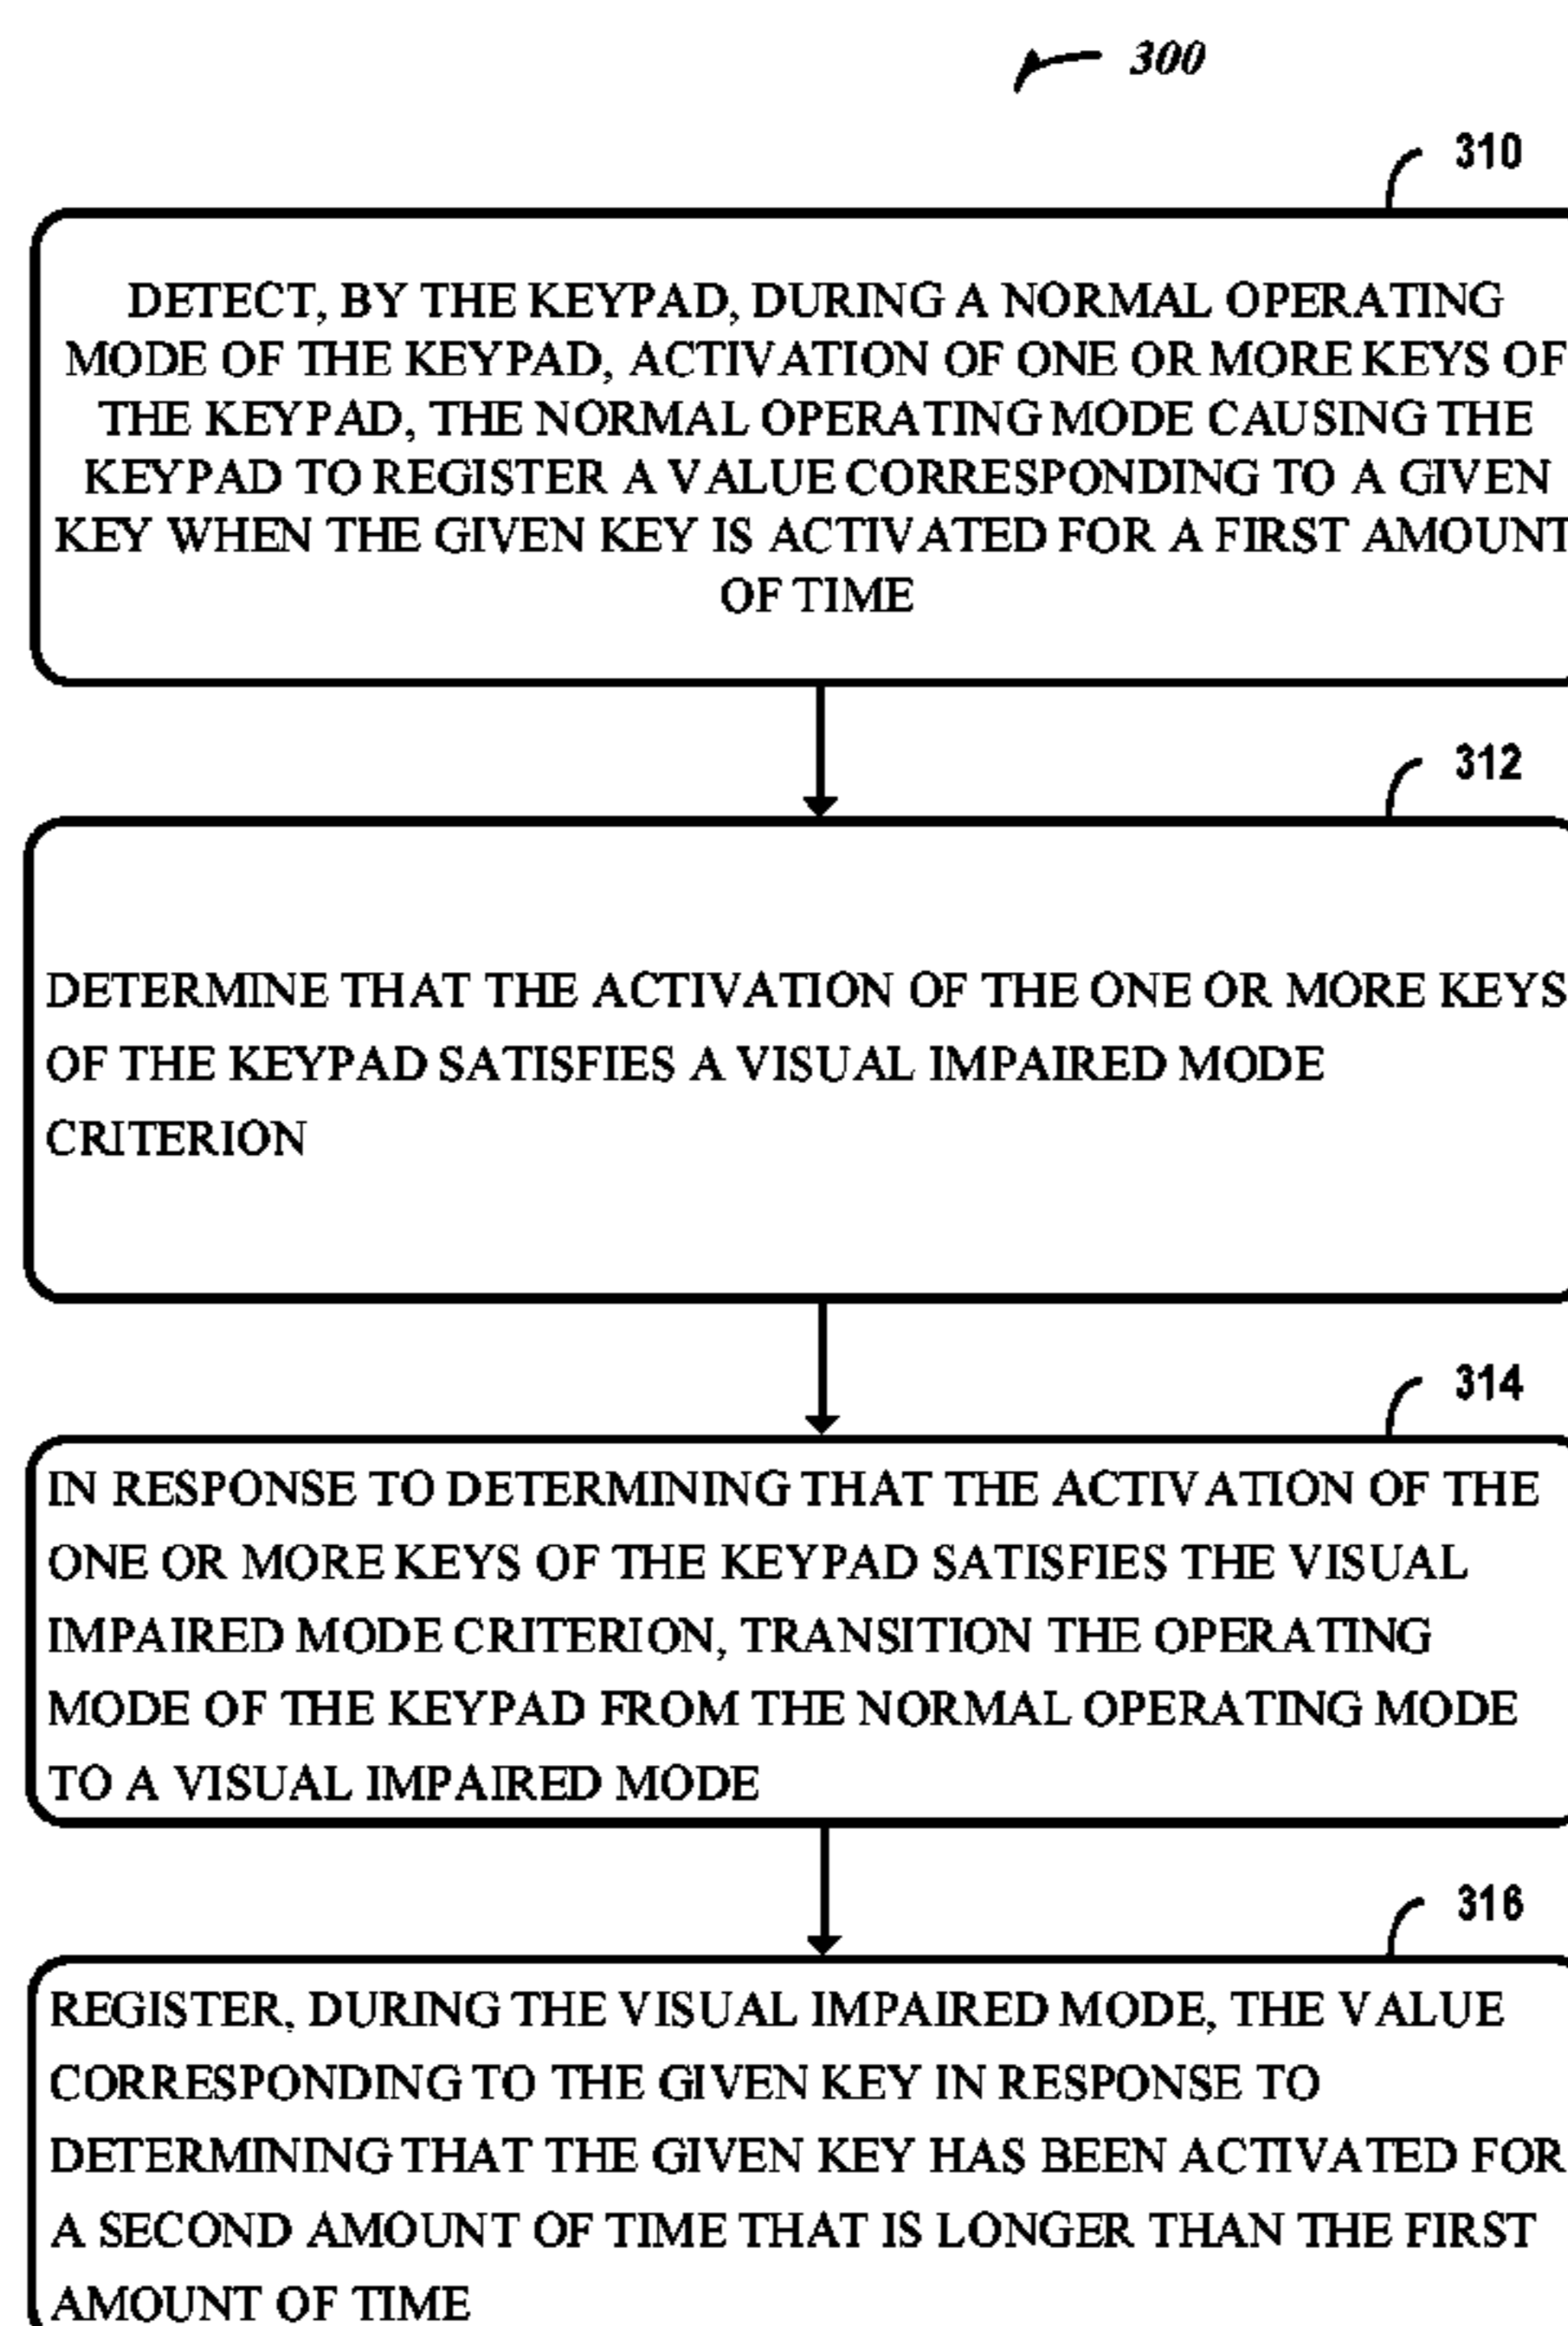 300
310
DETECT, BY THE KEYPAD, DURING A NORMAL OPERATING
MODE OF THE KEYPAD, ACTIVATION OF ONE OR MORE KEYS OF
THE KEYPAD, THE NORMAL OPERATING MODE CAUSING THE
KEYPAD TO REGISTER A VALUE CORRESPONDING TO A GIVEN
KEY WHEN THE GIVEN KEY IS ACTIVATED FOR A FIRST AMOUNT
OF TIME
312
DETERMINE THAT THE ACTIVATION OF THE ONE OR MORE KEYS
OF THE KEYPAD SATISFIES A VISUAL IMPAIRED MODE
CRITERION
314
IN RESPONSE TO DETERMINING THAT THE ACTIVATION OF THE
ONE OR MORE KEYS OF THE KEYPAD SATISFIES THE VISUAL
IMPAIRED MODE CRITERION, TRANSITION THE OPERATING
MODE OF THE KEYPAD FROM THE NORMAL OPERATING MODE
TO A VISUAL IMPAIRED MODE
316
REGISTER, DURING THE VISUAL IMPAIRED MODE, THE VALUE
CORRESPONDING TO THE GIVEN KEY IN RESPONSE TO
DETERMINING THAT THE GIVEN KEY HAS BEEN ACTIVATED FOR
A SECOND AMOUNT OF TIME THAT IS LONGER THAN THE FIRST
AMOUNT OF TIME